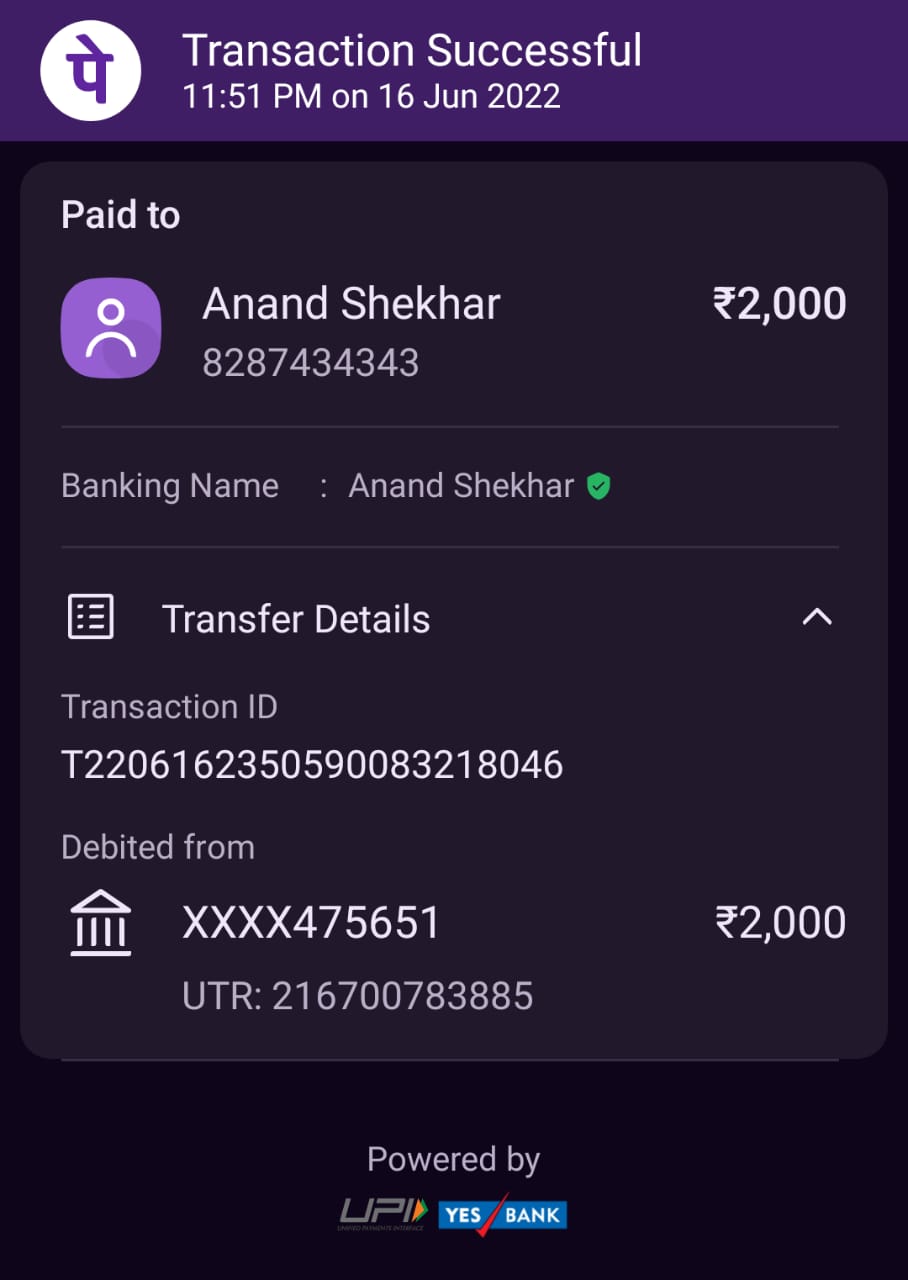 पे
Transaction Successful
11:51 PM on 16 Jun 2022
Paid to
Anand Shekhar
₹2,000
8287434343
Banking Name : Anand Shekhar
Transfer Details
Transaction ID
T2206162350590083218046
Debited from
XXXX475651
₹2,000
UTR: 216700783885
Powered by
UPI
UNIFIED PAYMENTS INTERFACE
YES BANK